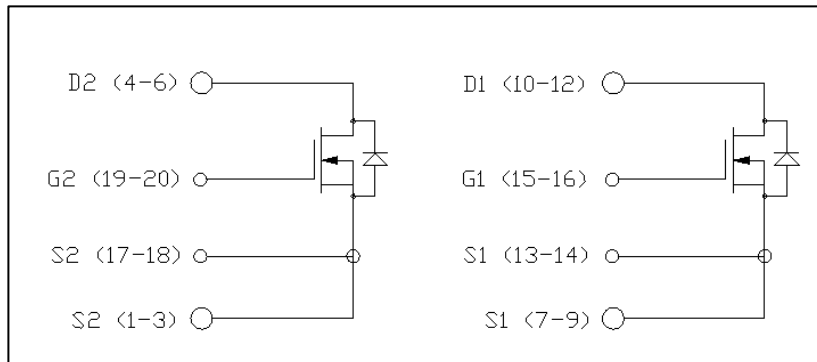 D2 (4-6)
G2 (19-20)
S2 (17-18)
S2 (1-3)
D1 (10-12)
G1 (15-16)
S1 (13-14)
S1 (7-9)